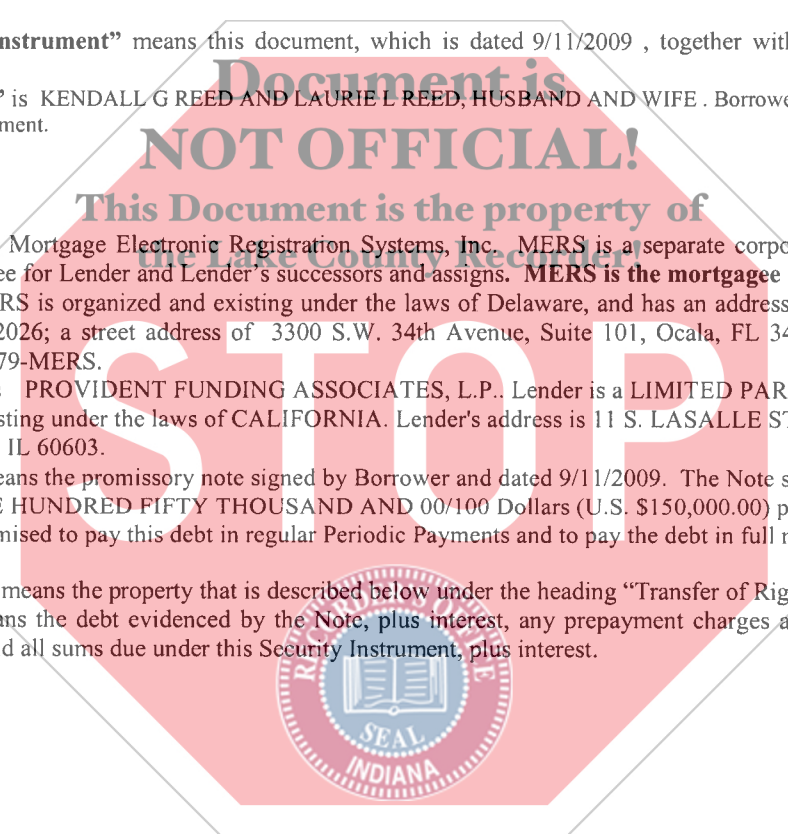 nstrument” means this document, which is dated 9/11/2009 , together with
Document is
” is KENDALL G REED AND LAURIE L REED, HUSBAND AND WIFE . Borrowe
ment.
NOT OFFICIAL!
This Document is the property of
Mortgage Electronic Registration Systems, Inc. MERS is a separate corpo
the Lake County Recorder!
ee for Lender and Lender’s successors and assigns. MERS is the mortgagee
RS is organized and existing under the laws of Delaware, and has an address
2026; a street address of 3300 S.W. 34th Avenue, Suite 101, Ocala, FL 34
79-MERS.
s PROVIDENT FUNDING ASSOCIATES, L.P.. Lender is a LIMITED PAR
sting under the laws of CALIFORNIA. Lender's address is 11 S. LASALLE ST
IL 60603.
STOP
eans the promissory note signed by Borrower and dated 9/11/2009. The Note s
E HUNDRED FIFTY THOUSAND AND 00/100 Dollars (U.S. $150,000.00) p
mised to pay this debt in regular Periodic Payments and to pay the debt in full n
means the property that is described below under the heading “Transfer of Rig
ans the debt evidenced by the Note, plus interest, any prepayment charges a
d all sums due under this Security Instrument, plus interest.
RECORDER'S OFFICE
SEAL
INDIANA